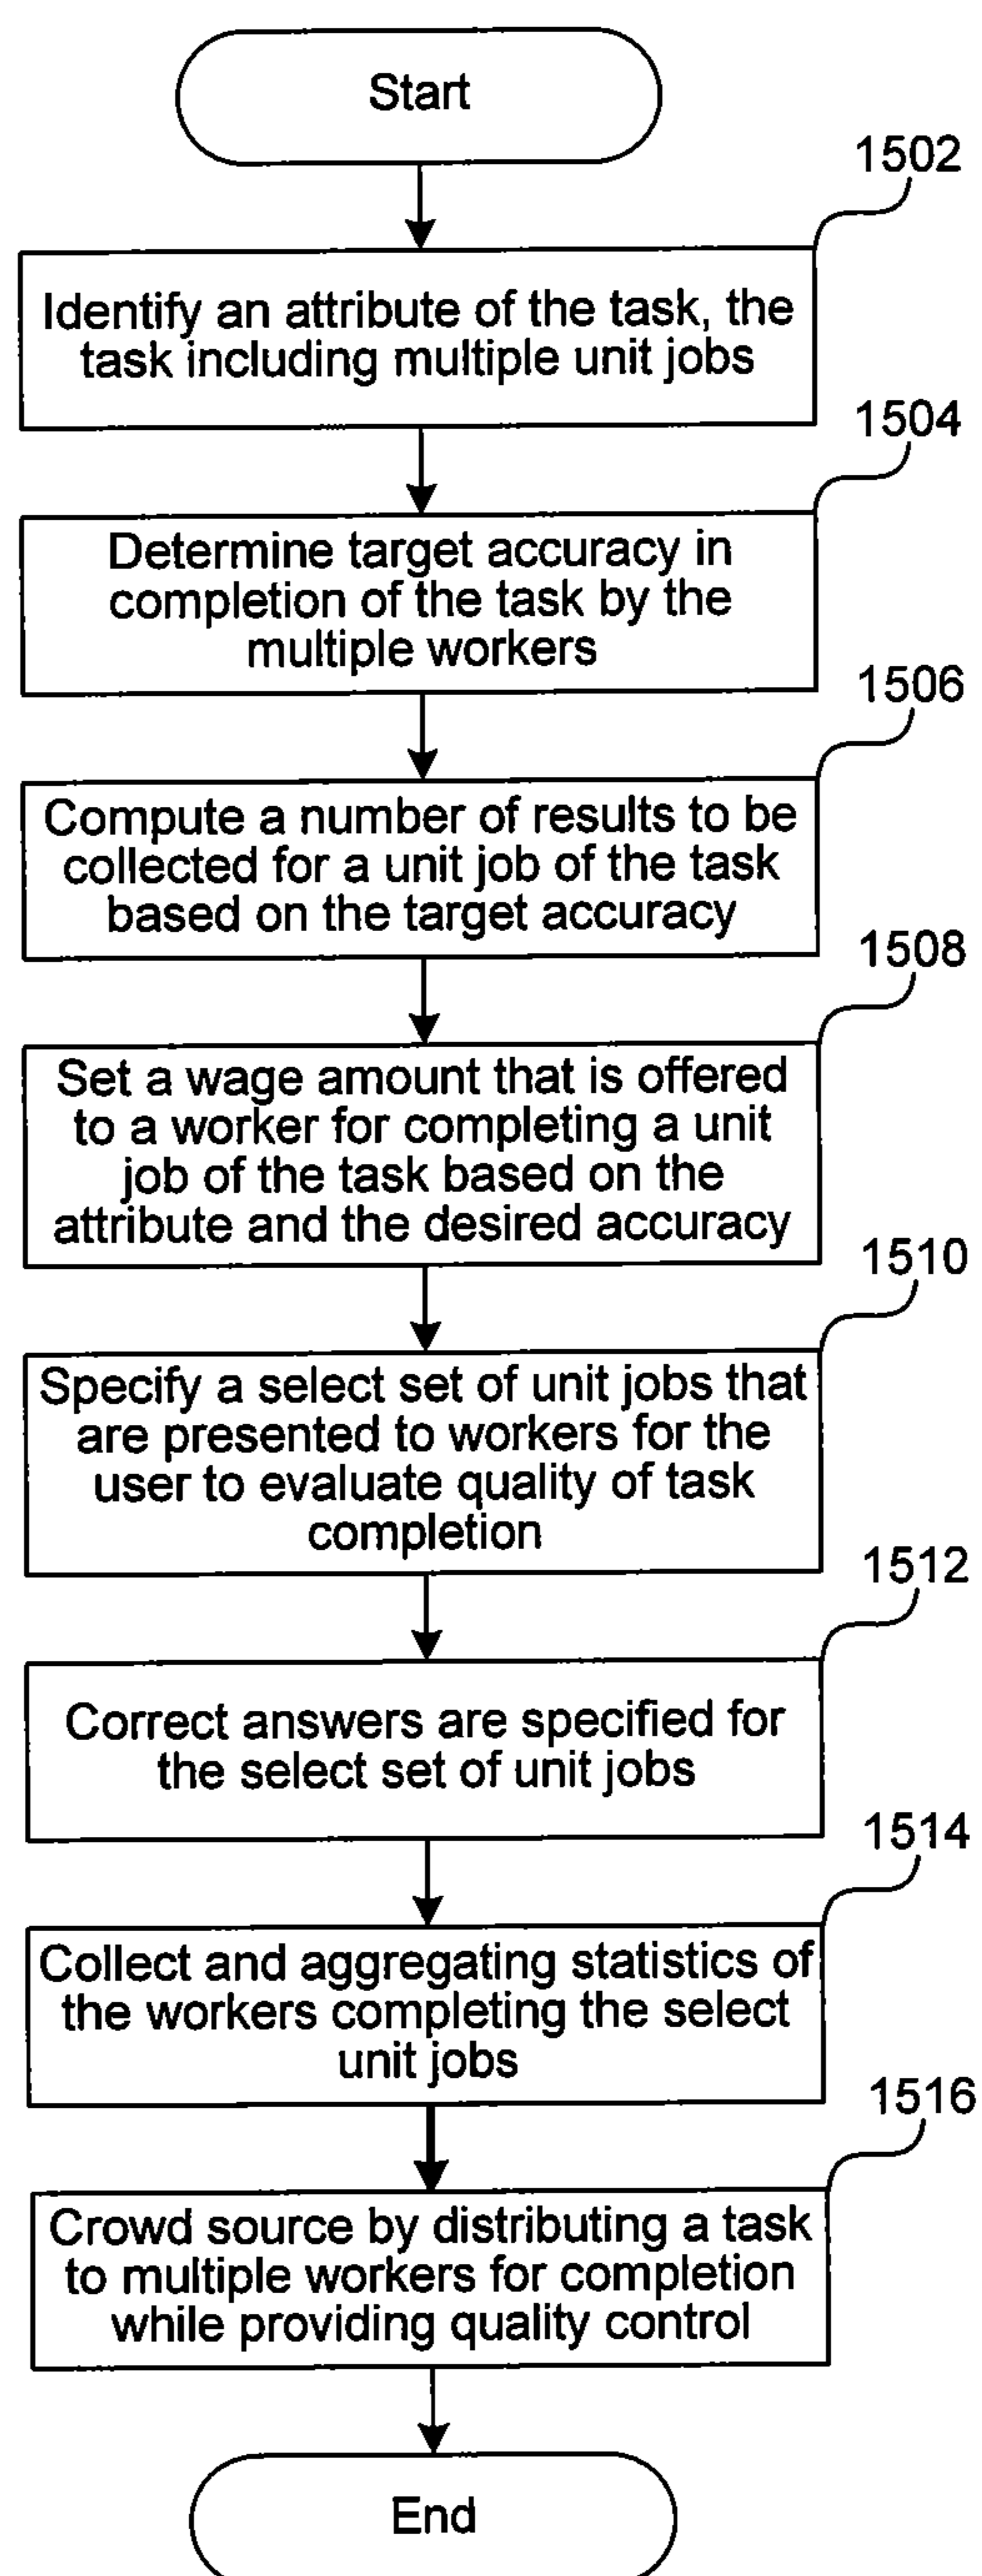 Start
1502
Identify an attribute of the task, the
task including multiple unit jobs
1504
Determine target accuracy in
completion of the task by the
multiple workers
1506
Compute a number of results to be
collected for a unit job of the task
based on the target accuracy
1508
Set a wage amount that is offered
to a worker for completing a unit
job of the task based on the
attribute and the desired accuracy
1510
Specify a select set of unit jobs that
are presented to workers for the
user to evaluate quality of task
completion
1512
Correct answers are specified for
the select set of unit jobs
1514
Collect and aggregating statistics of
the workers completing the select
unit jobs
1516
Crowd source by distributing a task
to multiple workers for completion
while providing quality control
End